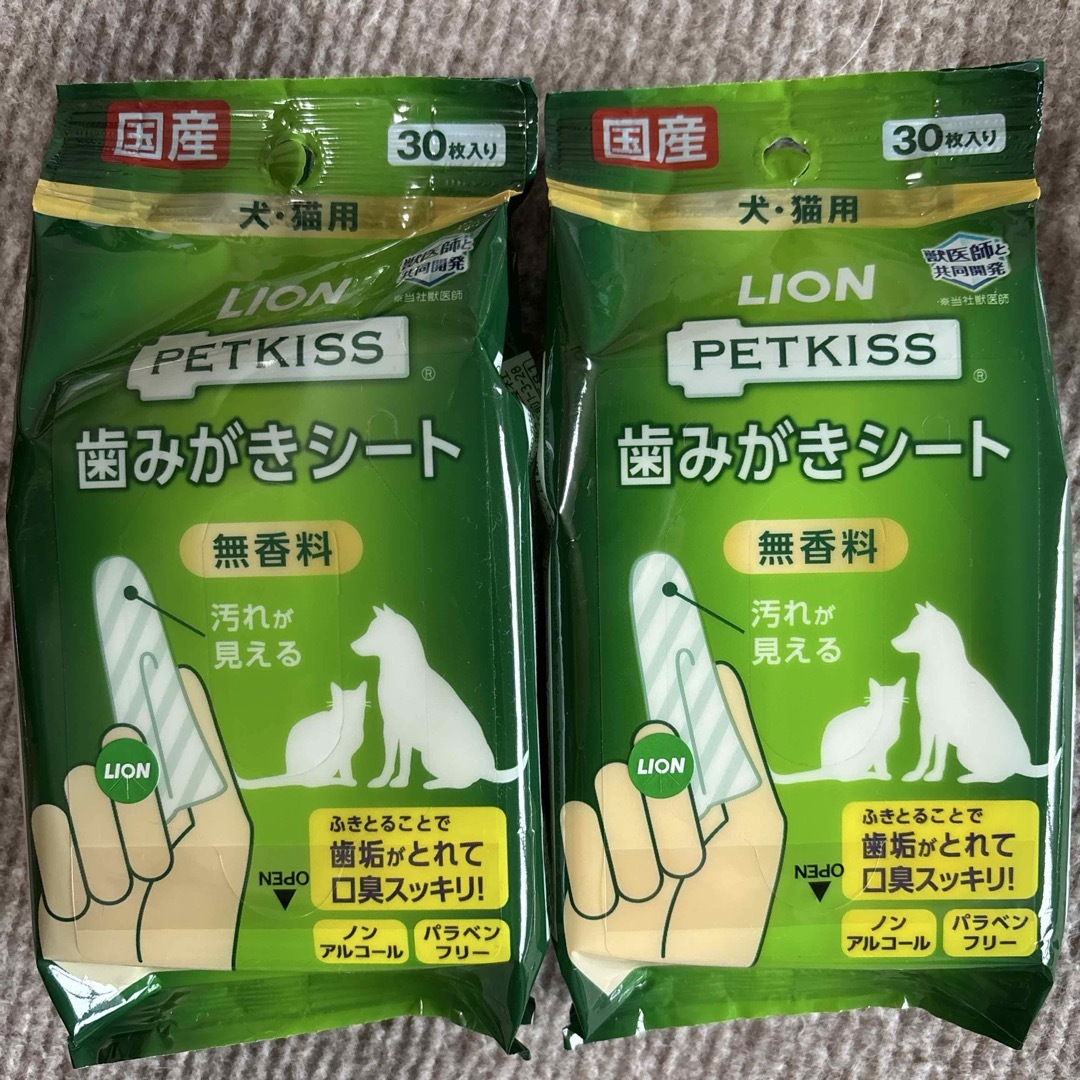 国産
30枚入り
犬・猫用
獣医師と
共同開発
※当社獣医師
LION
PETKISS®
歯みがきシート
無香料
汚れが
見える
LION
ふきとることで
歯垢がとれて
口臭スッキリ!
OPEN
ノン
アルコール
パラベン
フリー
国産
30枚入り
犬・猫用
獣医師と
共同開発
※当社獣医師
LION
PETKISS®
歯みがきシート
無香料
汚れが
見える
LION
ふきとることで
歯垢がとれて
口臭スッキリ!
OPEN
ノン
アルコール
パラベン
フリー